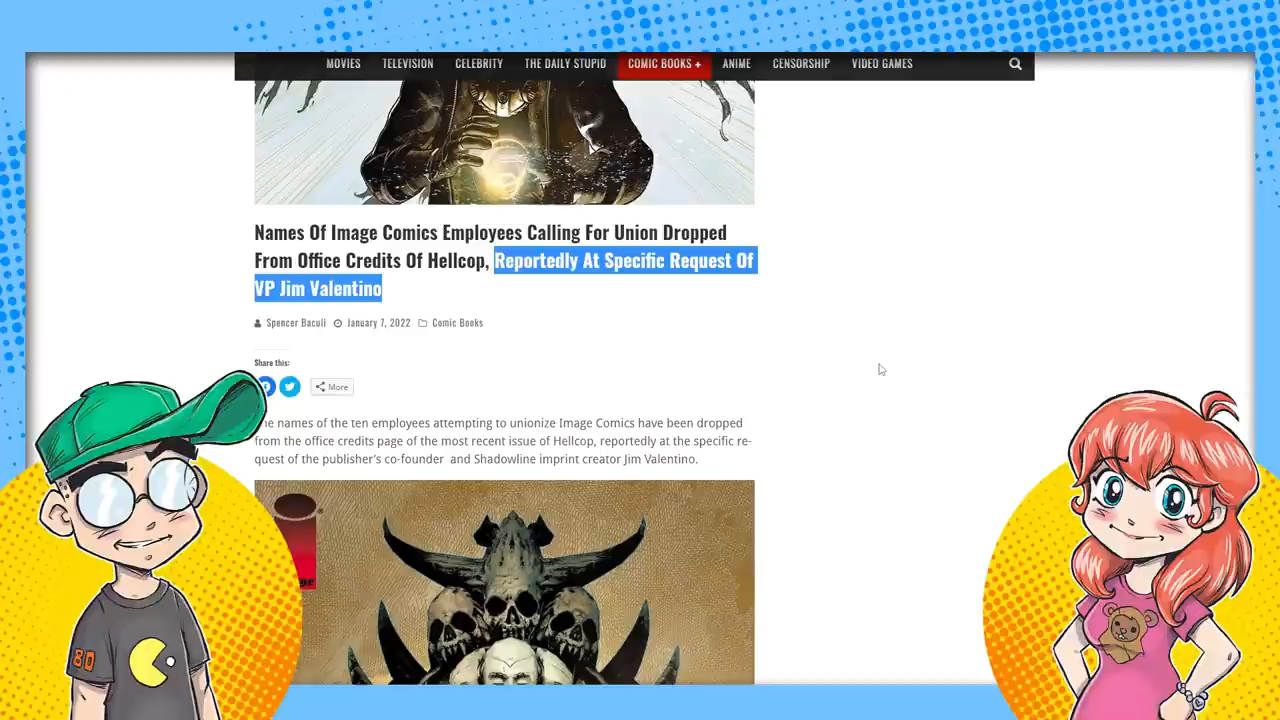 MOVIES TELEVISION CELEBRITY THE DAILY STUPID COMIC BOOKS + ANIME CENSORSHIP VIDEO GAMES
Names Of Image Comics Employees Calling For Union Dropped
From Office Credits Of Hellcop, Reportedly At Specific Request Of
VP Jim Valentino
Spencer Baculi January 7, 2022 Comic Books
Share this:
More
he names of the ten employees attempting to unionize Image Comics have been dropped
from the office credits page of the most recent issue of Hellcop, reportedly at the specific re-
quest of the publisher's co-founder and Shadowline imprint creator Jim Valentino.
ge
80